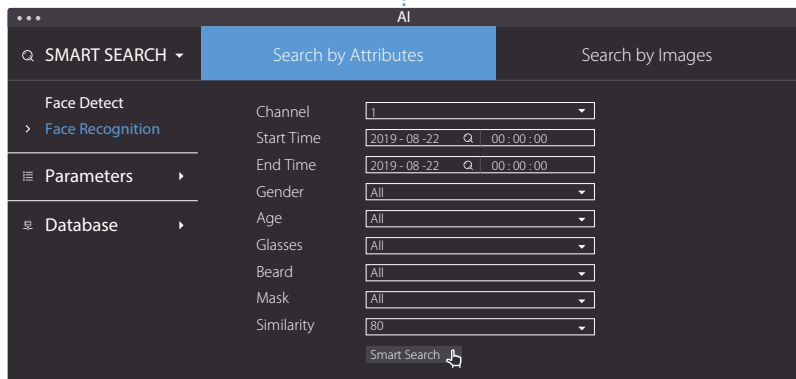 AI
SMART SEARCH
Search by Attributes
Search by Images
Face Detect
Face Recognition
Parameters
Database
Channel 1
Start Time 2019 - 08 -22 00 : 00 : 00
End Time 2019 - 08 -22 00 : 00 : 00
Gender All
Age All
Glasses All
Beard All
Mask All
Similarity 80
Smart Search